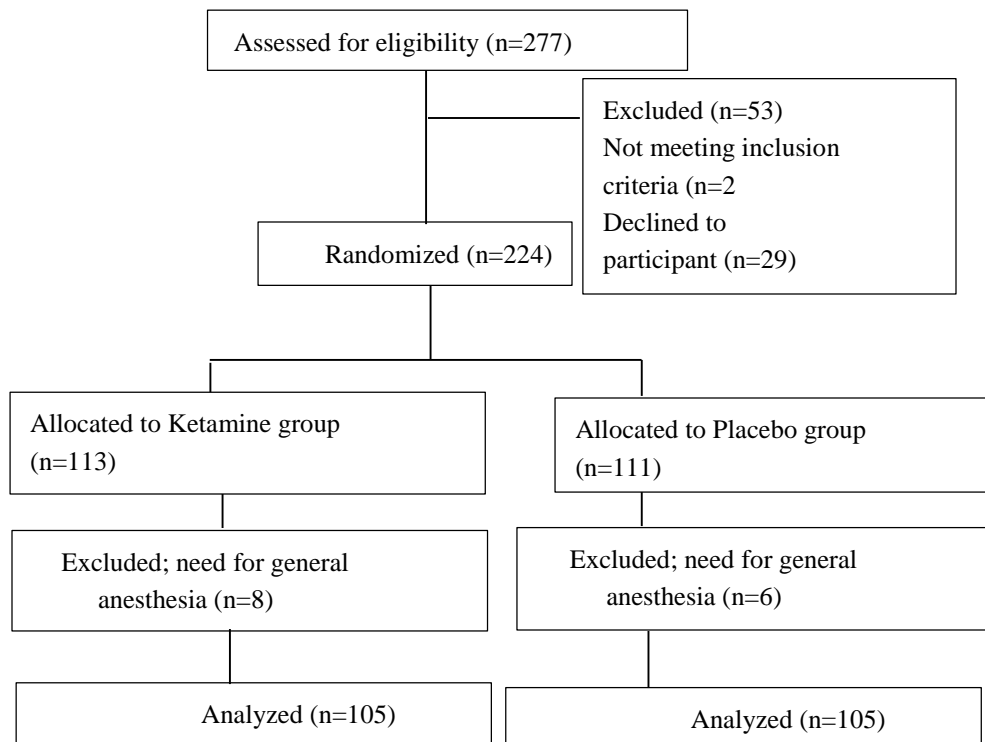 Assessed for eligibility (n=277)
Excluded (n=53)
Not meeting inclusion
criteria (n=2
Declined to
participant (n=29)
Randomized (n=224)
Allocated to Ketamine group
(n=113)
Allocated to Placebo group
(n=111)
Excluded; need for general
anesthesia (n=8)
Excluded; need for general
anesthesia (n=6)
Analyzed (n=105)
Analyzed (n=105)